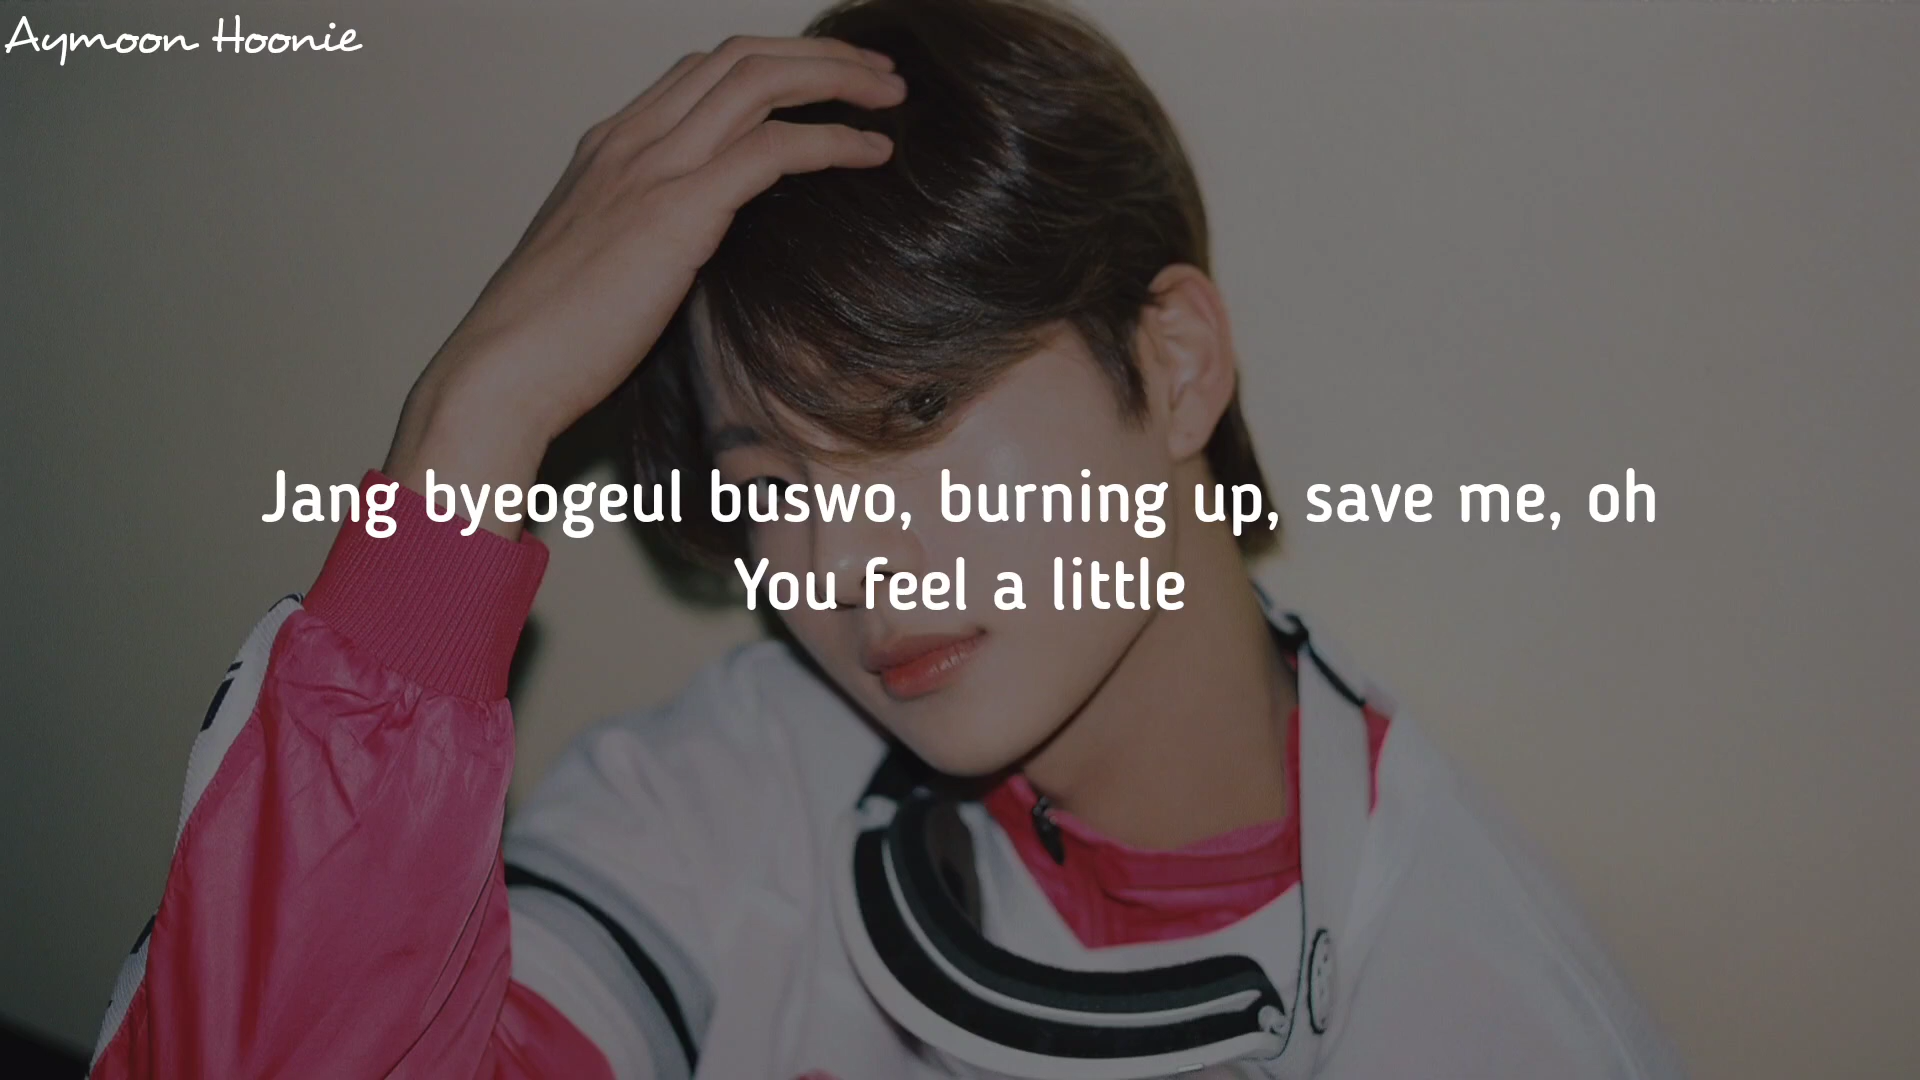 Aymoon Hoonie
Jang byeogeul buswo, burning up, save me, oh
You feel a little